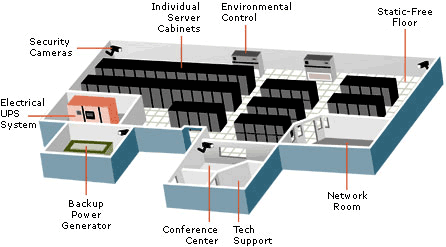 Individual
Server
Cabinets
Environmental
Control
Static-Free
Floor
Security
Cameras
Electrical
UPS
System
Backup
Power
Generator
Conference
Center
Tech
Support
Network
Room